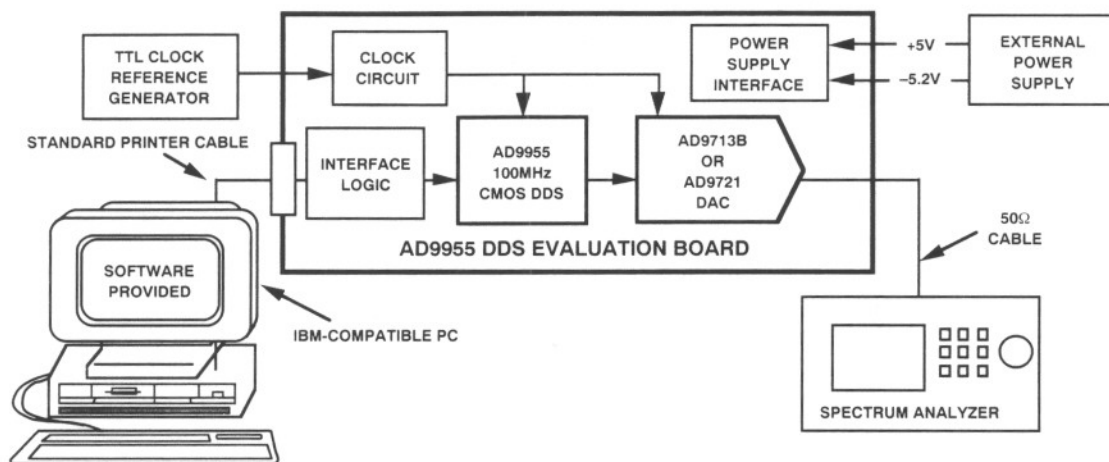 TTL CLOCK
REFERENCE
GENERATOR
CLOCK
CIRCUIT
POWER
SUPPLY
INTERFACE
+5V
–5.2V
EXTERNAL
POWER
SUPPLY
STANDARD PRINTER CABLE
INTERFACE
LOGIC
AD9955
100MHz
CMOS DDS
AD9713B
OR
AD9721
DAC
AD9955 DDS EVALUATION BOARD
50Ω
CABLE
SOFTWARE
PROVIDED
IBM-COMPATIBLE PC
SPECTRUM ANALYZER